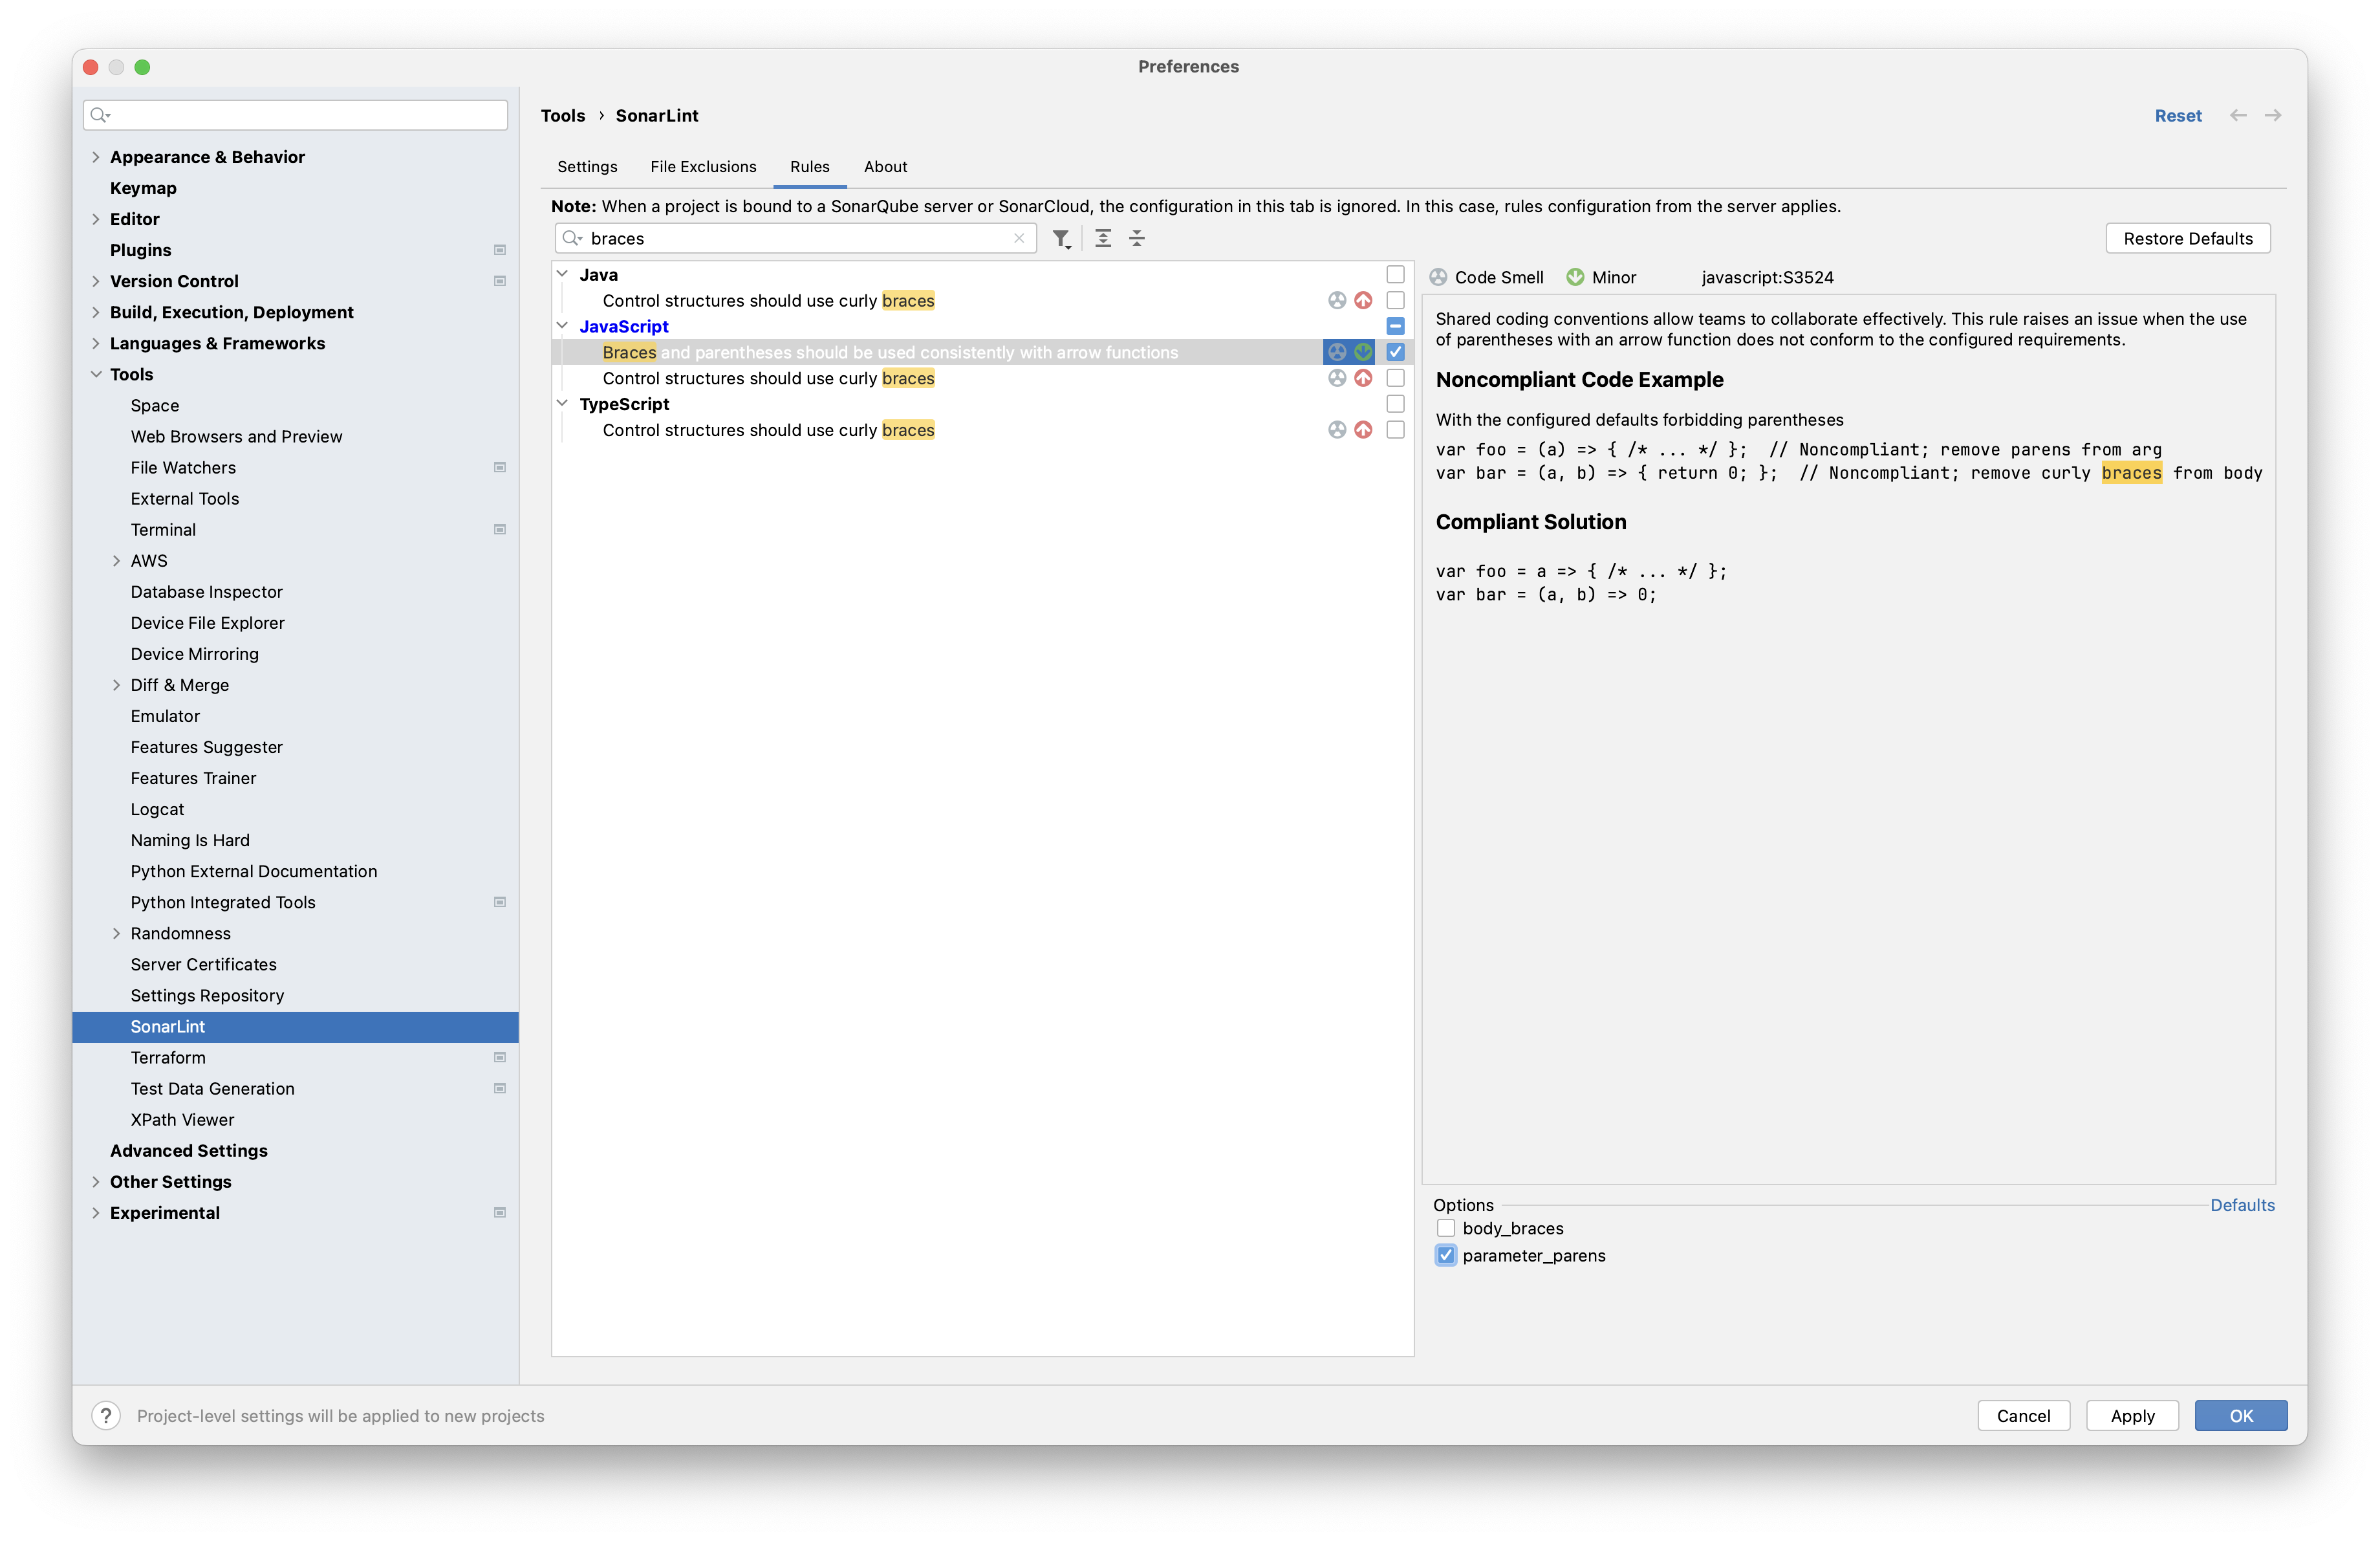 Preferences
Appearance & Behavior
Keymap
Editor
Plugins
Version Control
Build, Execution, Deployment
Languages & Frameworks
Tools
Space
Web Browsers and Preview
File Watchers
External Tools
Terminal
AWS
Database Inspector
Device File Explorer
Device Mirroring
Diff & Merge
Emulator
Features Suggester
Features Trainer
Logcat
Naming Is Hard
Python External Documentation
Python Integrated Tools
Randomness
Server Certificates
Settings Repository
SonarLint
Terraform
Test Data Generation
XPath Viewer
Advanced Settings
Other Settings
Experimental
Tools › SonarLint
Reset
Settings File Exclusions Rules About
Note: When a project is bound to a SonarQube server or SonarCloud, the configuration in this tab is ignored. In this case, rules configuration from the server applies.
braces
Restore Defaults
Java
Control structures should use curly braces
JavaScript
Braces and parentheses should be used consistently with arrow functions
Control structures should use curly braces
TypeScript
Control structures should use curly braces
Code Smell Minor javascript:S3524
Shared coding conventions allow teams to collaborate effectively. This rule raises an issue when the use
of parentheses with an arrow function does not conform to the configured requirements.
Noncompliant Code Example
With the configured defaults forbidding parentheses
var foo = (a) => { /* ... */ };  // Noncompliant; remove parens from arg
var bar = (a, b) => { return 0; };  // Noncompliant; remove curly braces from body
Compliant Solution
var foo = a => { /* ... */ };
var bar = (a, b) => 0;
Options
Defaults
body_braces
parameter_parens
? Project-level settings will be applied to new projects
Cancel Apply OK